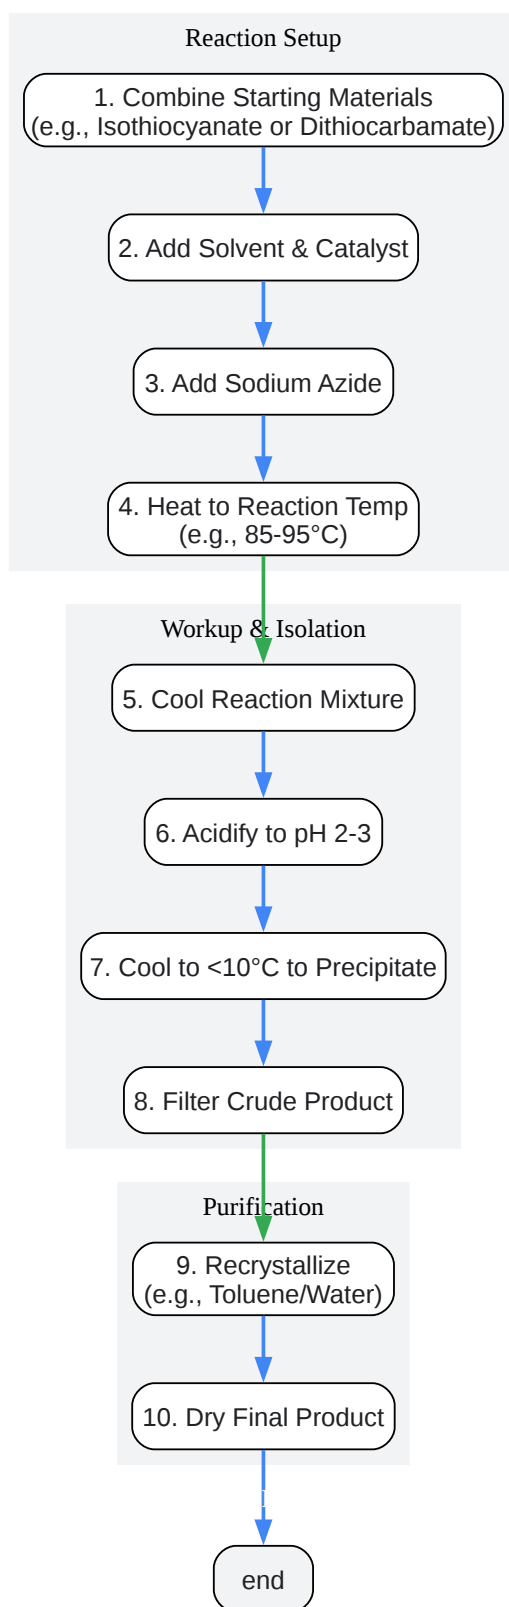 Reaction Setup
1. Combine Starting Materials
(e.g., Isothiocyanate or Dithiocarbamate)
2. Add Solvent & Catalyst
3. Add Sodium Azide
4. Heat to Reaction Temp
(e.g., 85-95°C)
Workup & Isolation
5. Cool Reaction Mixture
6. Acidify to pH 2-3
7. Cool to <10°C to Precipitate
8. Filter Crude Product
Purification
9. Recrystallize
(e.g., Toluene/Water)
10. Dry Final Product
end